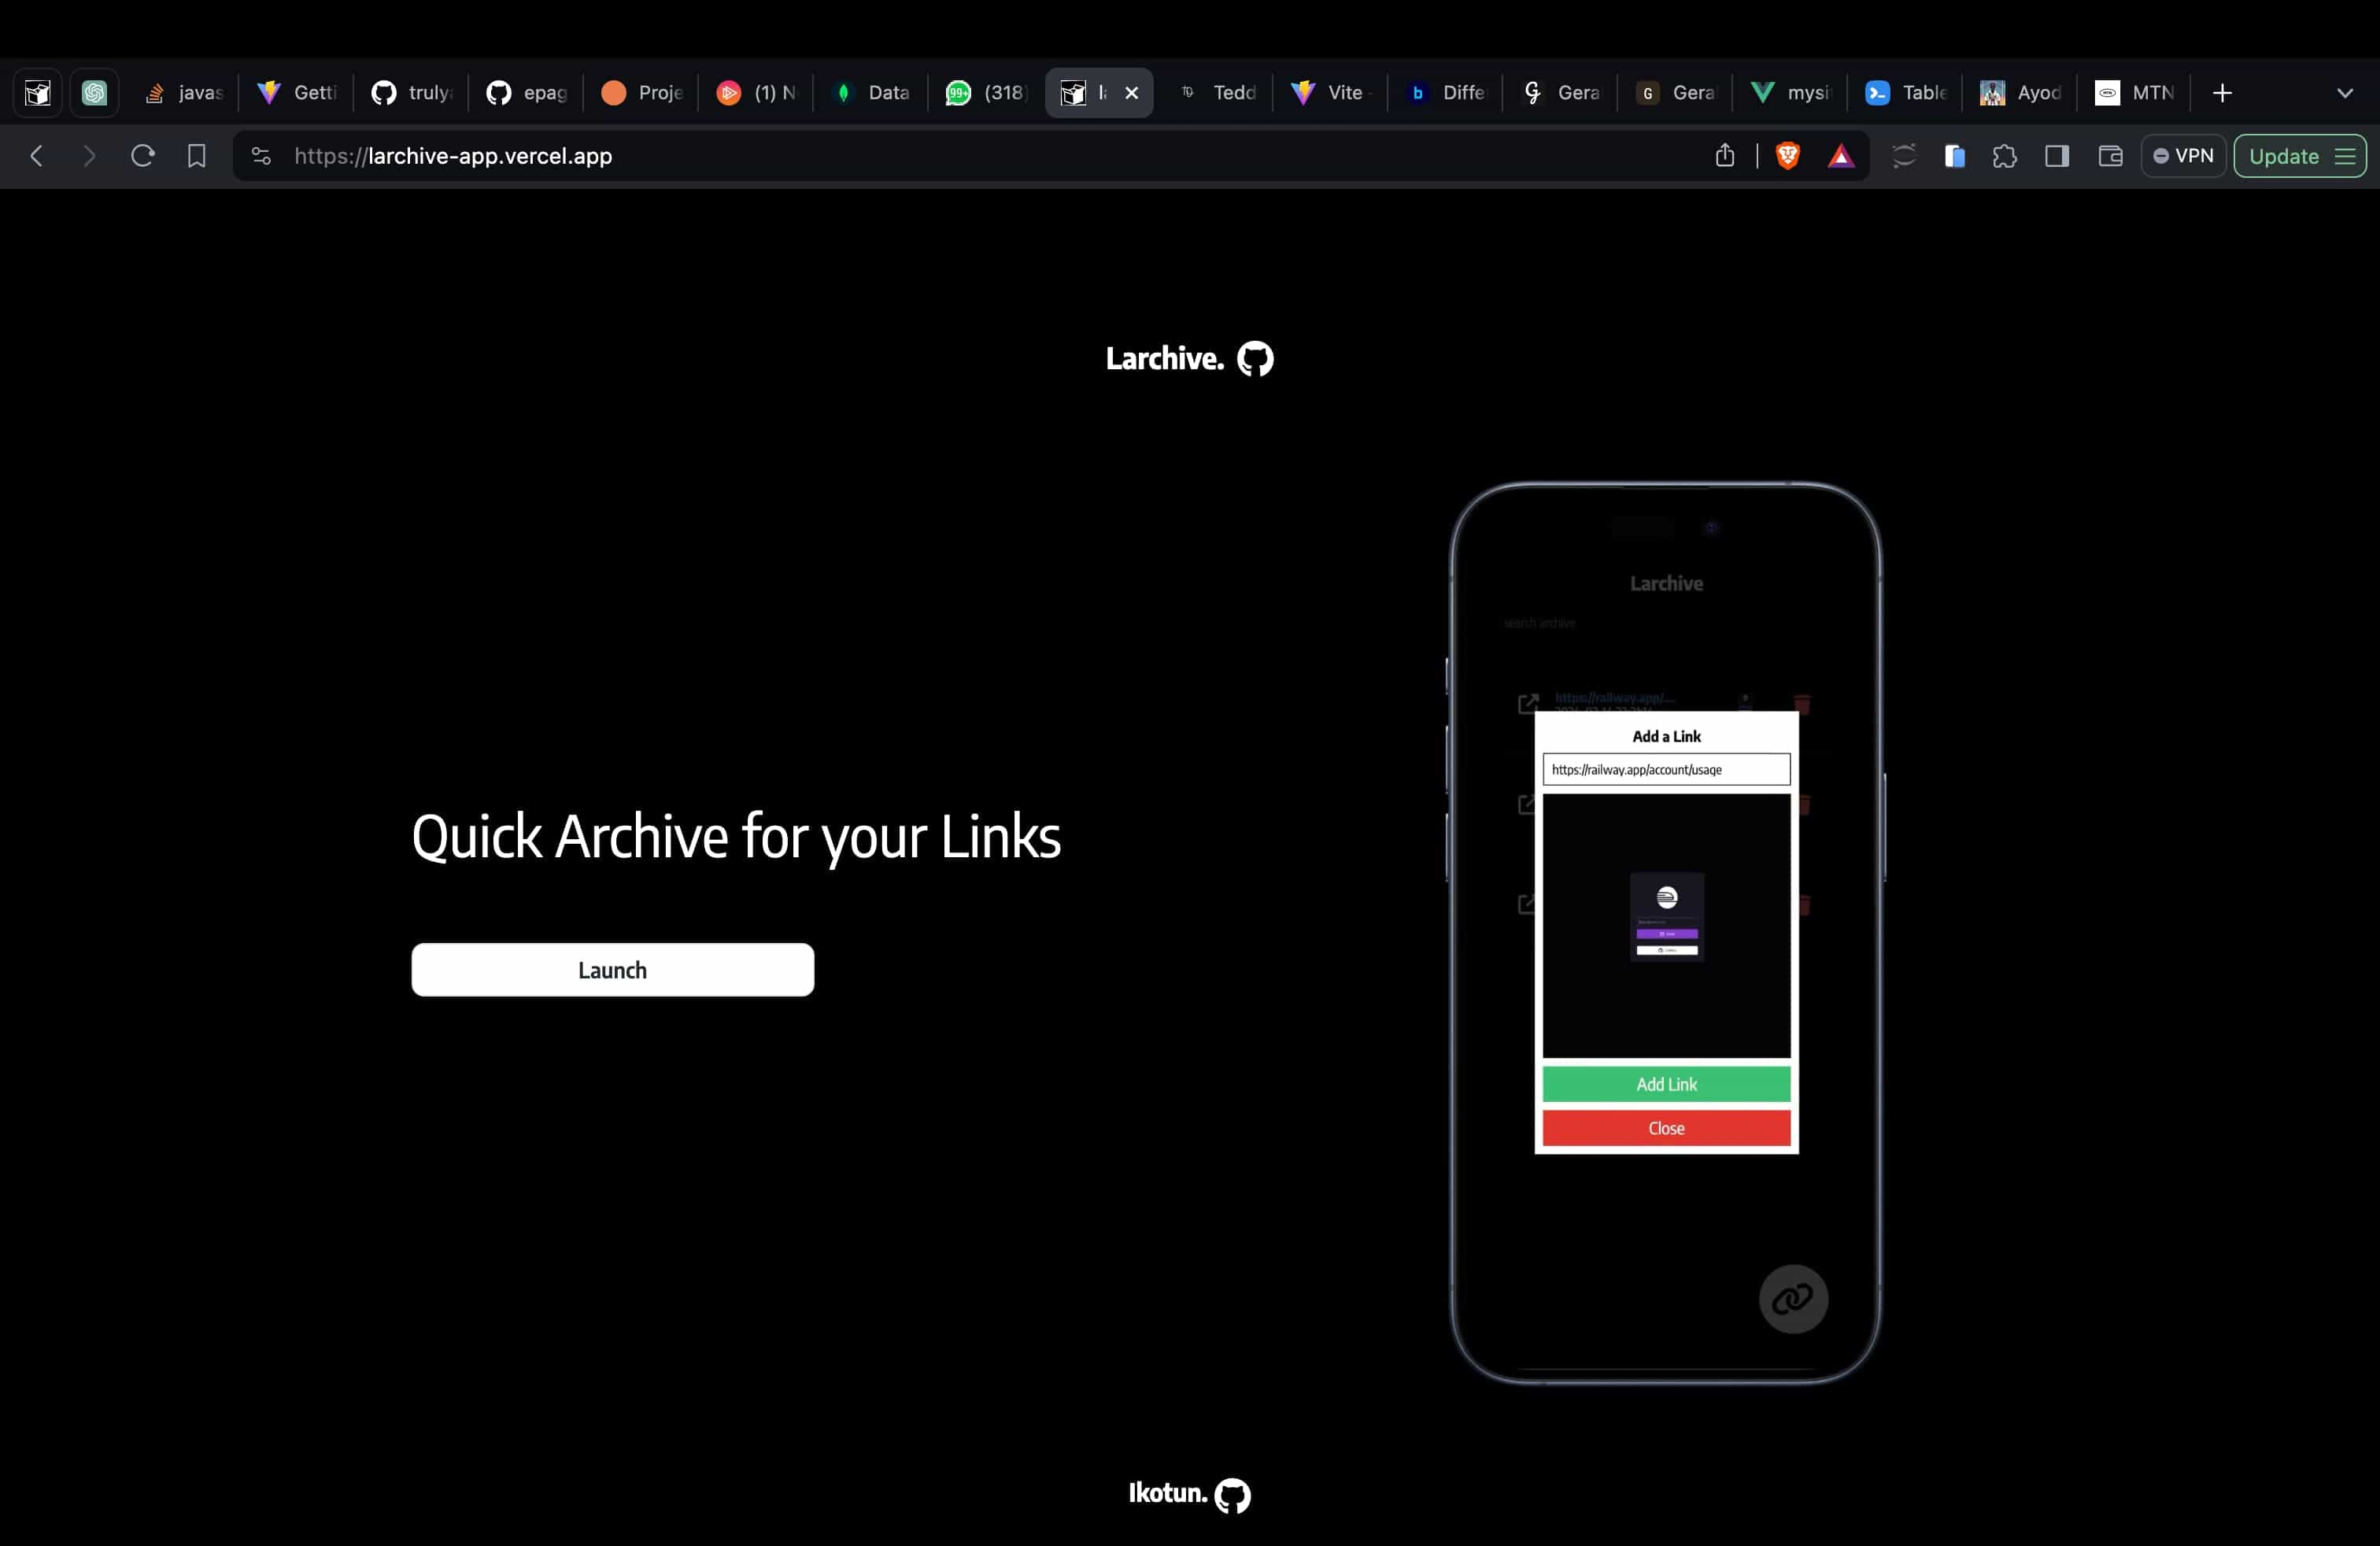 javas
Getti
truly
epag
Proje
(1) N
Data
99+
(318)
Tedd
Vite -
b
Diffe
Gera
G
Gera
mysi
Table
Ayod
MTN
https://larchive-app.vercel.app
VPN
Update
Larchive.
Larchive
search archive
https://railway.app/...
Add a Link
https://railway.app/account/usage
Quick Archive for your Links
Launch
Add Link
Close
Ikotun.